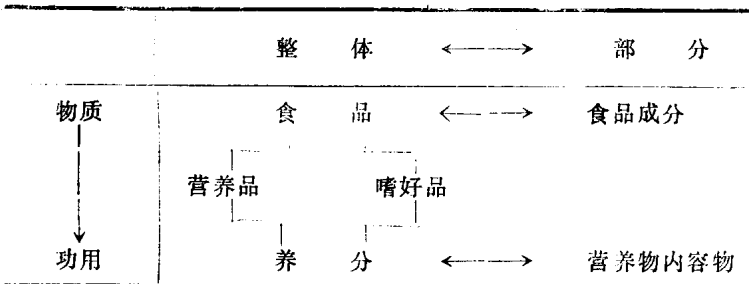 整体 ←→ 部分
物质 食品 ←→ 食品成分
营养品 嗜好品
功用 养分 ←→ 营养物内容物